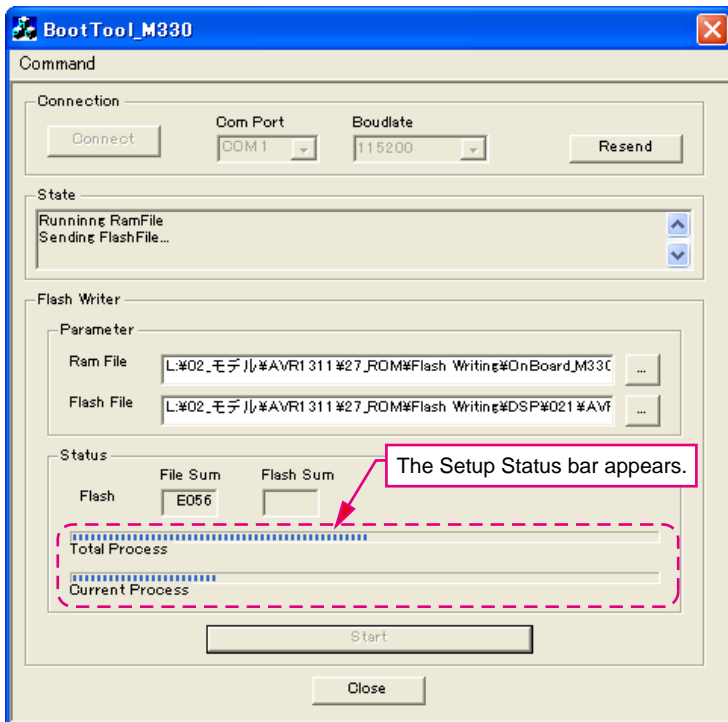 BootTool_M330
Command
Connection
Connect
Com Port
COM1
Boudlate
115200
Resend
State
Runninng RamFile
Sending FlashFile...
Flash Writer
Parameter
Ram File
L:¥02_モデル¥AVR1311¥27_ROM¥Flash Writing¥OnBoard_M330
...
Flash File
L:¥02_モデル¥AVR1311¥27_ROM¥Flash Writing¥DSP¥021¥AVR
...
Status
File Sum
Flash Sum
The Setup Status bar appears.
Flash
E056
Total Process
Current Process
Start
Close